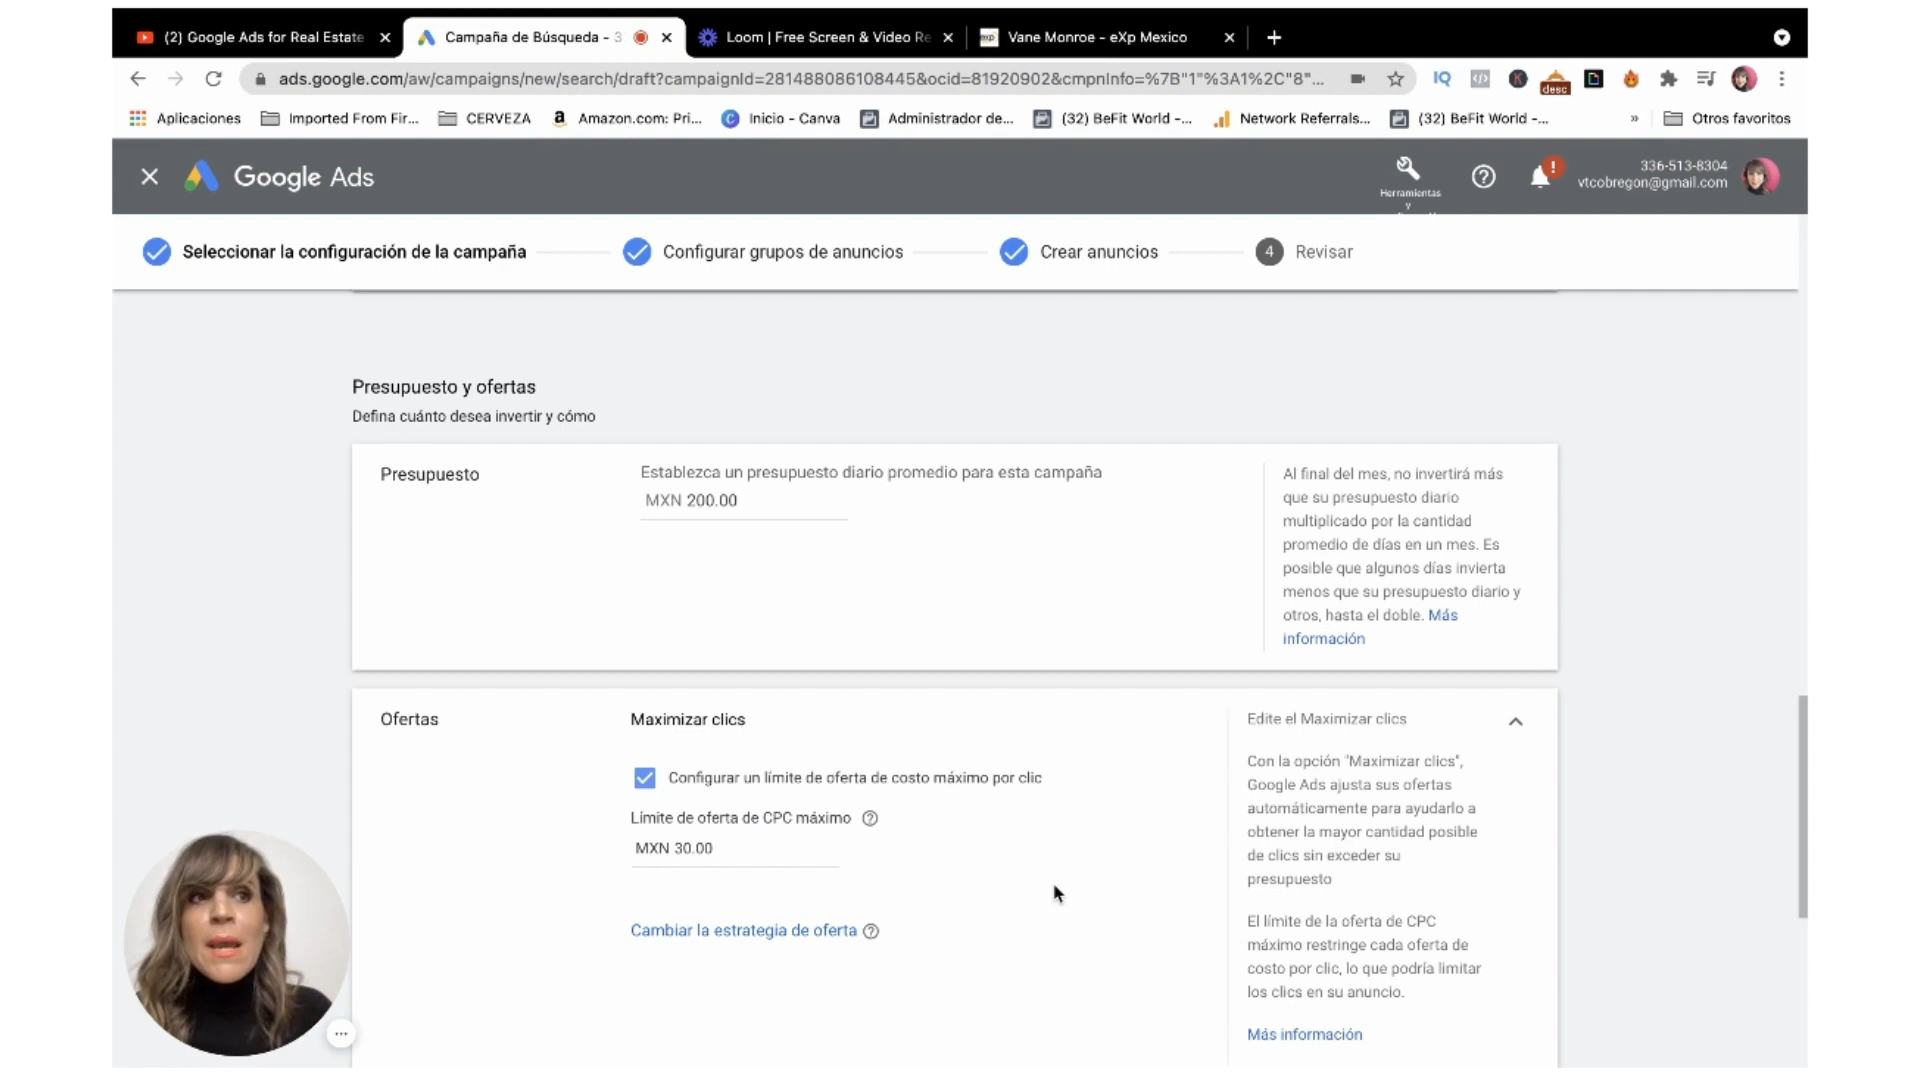 (2) Google Ads for Real Estate
Campaña de Búsqueda - 3
Loom | Free Screen & Video Re
exp
Vane Monroe - eXp Mexico
ads.google.com/aw/campaigns/new/search/draft?campaignId=281488086108445&ocid=81920902&cmpnInfo=%7B"1"%3A1%2C"8"...
IQ
K
desc
Aplicaciones
Imported From Fir...
CERVEZA
Amazon.com: Pri...
Inicio - Canva
Administrador de...
(32) BeFit World -...
Network Referrals...
(32) BeFit World -...
»
Otros favoritos
Google Ads
Herramientas
y
336-513-8304
vtcobregon@gmail.com
Seleccionar la configuración de la campaña
Configurar grupos de anuncios
Crear anuncios
4 Revisar
Presupuesto y ofertas
Defina cuánto desea invertir y cómo
Presupuesto
Establezca un presupuesto diario promedio para esta campaña
MXN 200.00
Al final del mes, no invertirá más
que su presupuesto diario
multiplicado por la cantidad
promedio de días en un mes. Es
posible que algunos días invierta
menos que su presupuesto diario y
otros, hasta el doble. Más
información
Ofertas
Maximizar clics
Configurar un límite de oferta de costo máximo por clic
Límite de oferta de CPC máximo
MXN 30.00
Cambiar la estrategia de oferta
Edite el Maximizar clics
Con la opción "Maximizar clics",
Google Ads ajusta sus ofertas
automáticamente para ayudarlo a
obtener la mayor cantidad posible
de clics sin exceder su
presupuesto
El límite de la oferta de CPC
máximo restringe cada oferta de
costo por clic, lo que podría limitar
los clics en su anuncio.
Más información